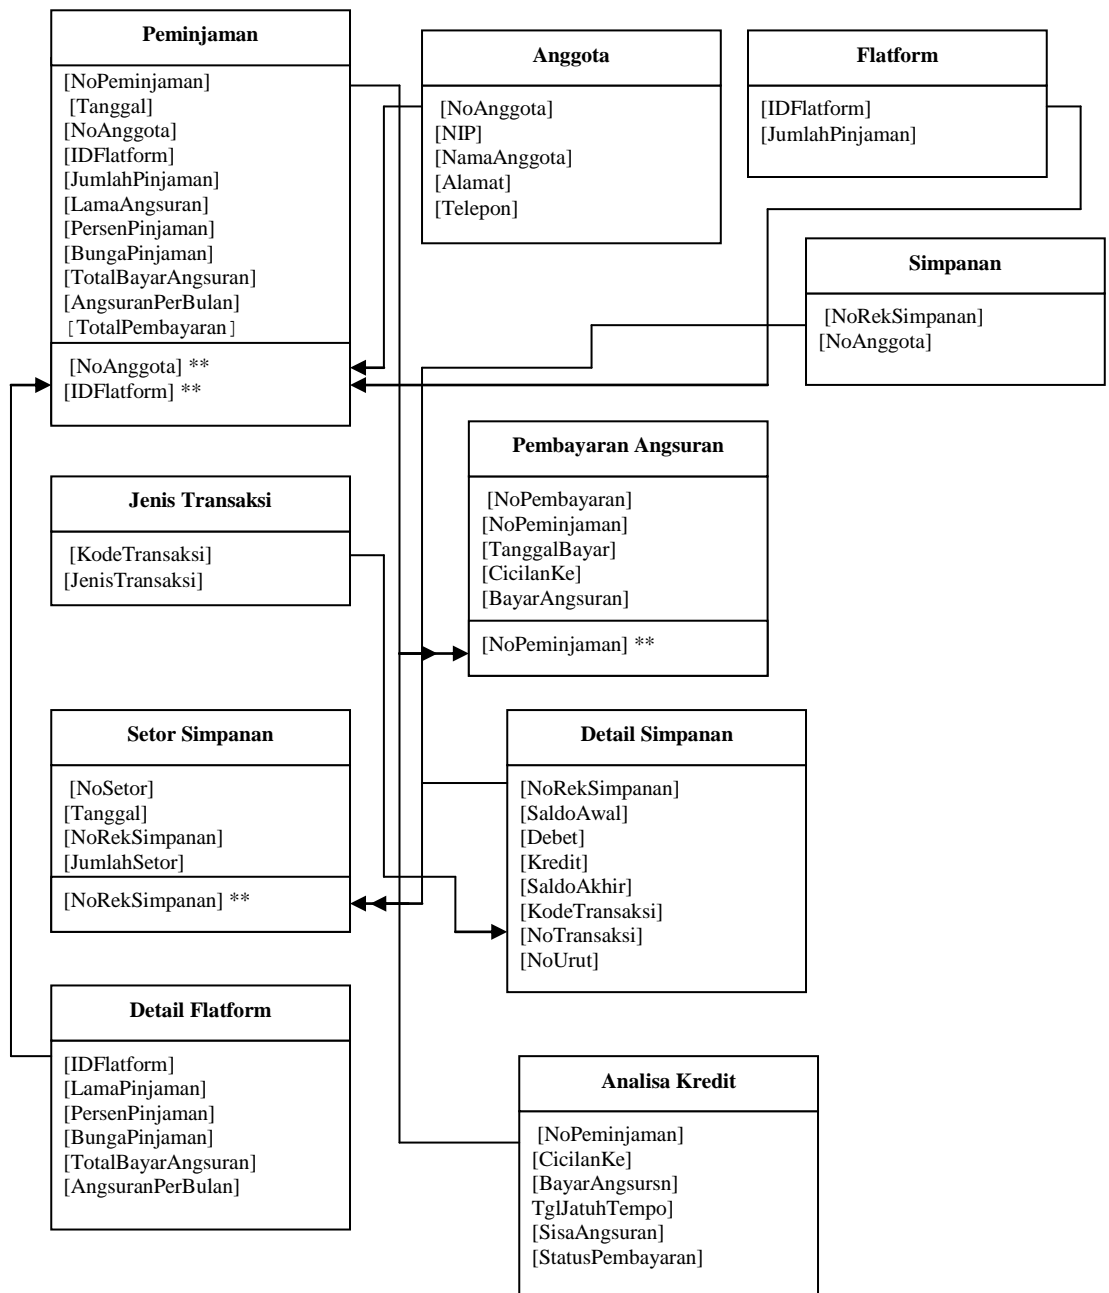 Peminjaman
[NoPeminjaman]
[Tanggal]
[NoAnggota]
[IDFlatform]
[JumlahPinjaman]
[LamaAngsuran]
[PersenPinjaman]
[BungaPinjaman]
[TotalBayarAngsuran]
[AngsuranPerBulan]
[TotalPembayaran]
[NoAnggota] **
[IDFlatform] **
Anggota
[NoAnggota]
[NIP]
[NamaAnggota]
[Alamat]
[Telepon]
Flatform
[IDFlatform]
[JumlahPinjaman]
Simpanan
[NoRekSimpanan]
[NoAnggota]
Pembayaran Angsuran
[NoPembayaran]
[NoPeminjaman]
[TanggalBayar]
[CicilanKe]
[BayarAngsuran]
[NoPeminjaman] **
Jenis Transaksi
[KodeTransaksi]
[JenisTransaksi]
Setor Simpanan
[NoSetor]
[Tanggal]
[NoRekSimpanan]
[JumlahSetor]
[NoRekSimpanan] **
Detail Simpanan
[NoRekSimpanan]
[SaldoAwal]
[Debet]
[Kredit]
[SaldoAkhir]
[KodeTransaksi]
[NoTransaksi]
[NoUrut]
Detail Flatform
[IDFlatform]
[LamaPinjaman]
[PersenPinjaman]
[BungaPinjaman]
[TotalBayarAngsuran]
[AngsuranPerBulan]
Analisa Kredit
[NoPeminjaman]
[CicilanKe]
[BayarAngsursn]
TglJatuhTempo]
[SisaAngsuran]
[StatusPembayaran]